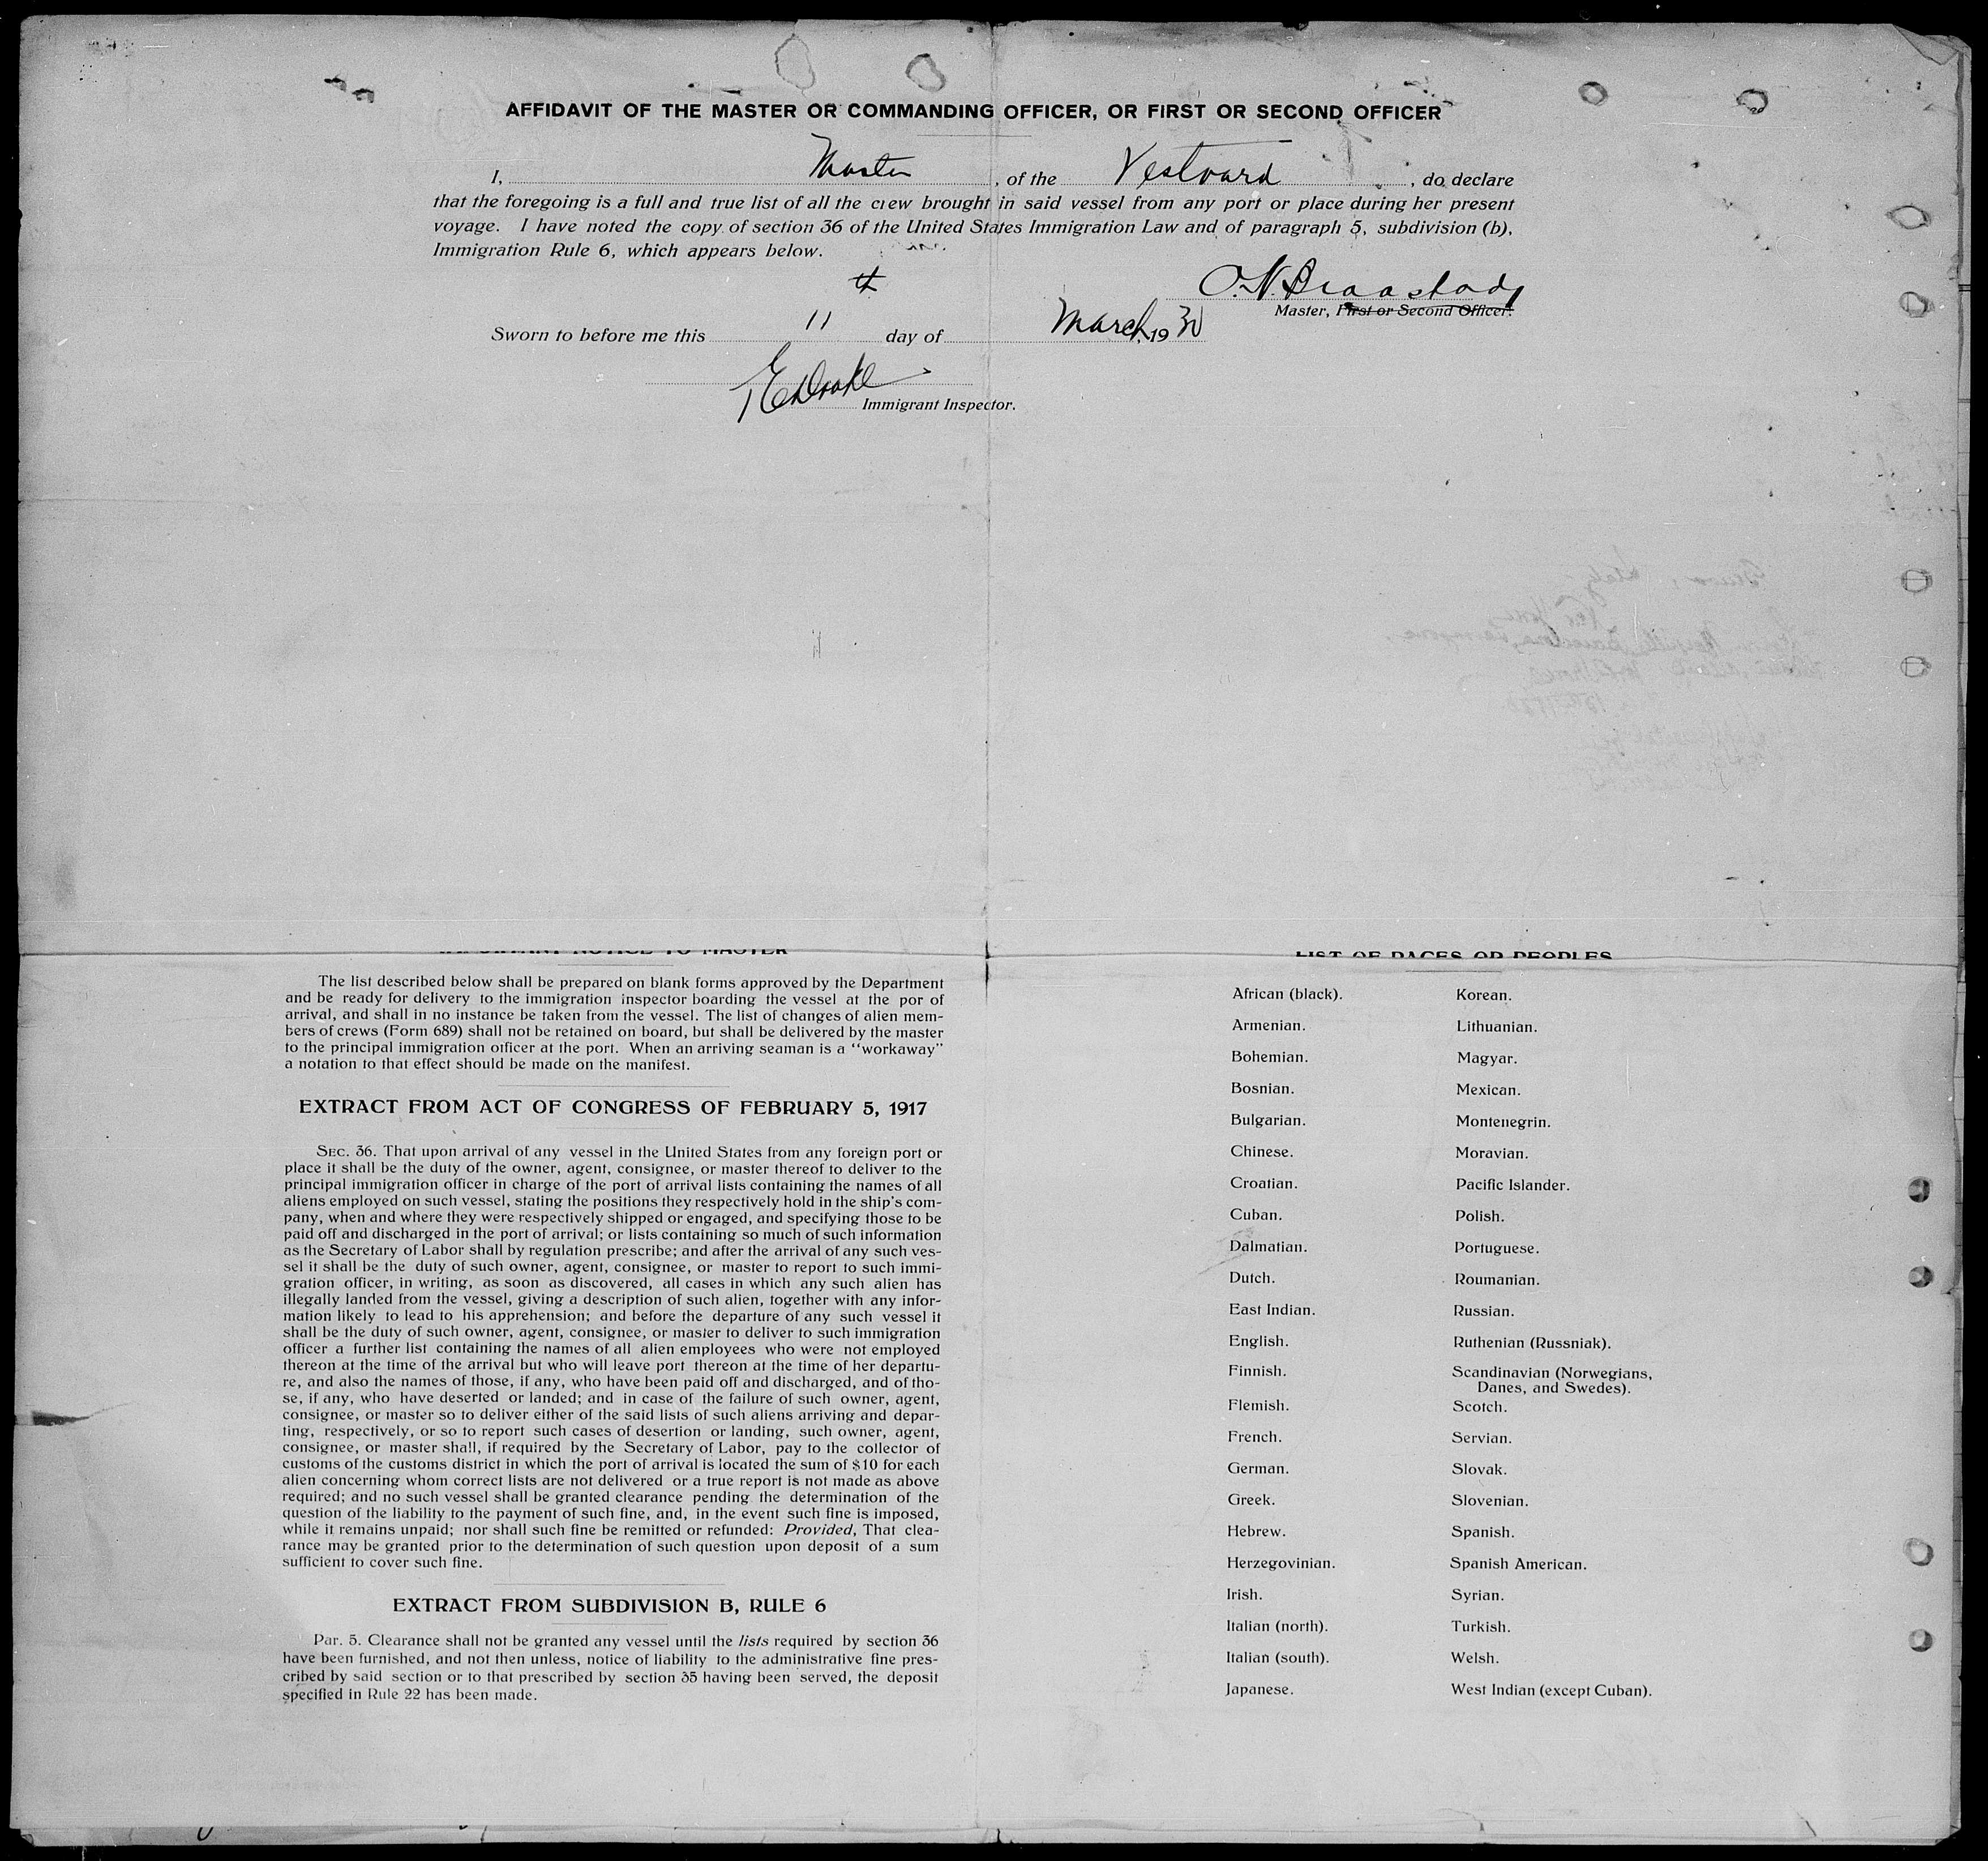 AFFIDAVIT OF THE MASTER OR COMMANDING OFFICER, OR FIRST OR SECOND OFFICER
I, Master, of the Vestvard, do declare
that the foregoing is a full and true list of all the crew brought in said vessel from any port or place during her present
voyage. I have noted the copy of section 36 of the United States Immigration Law and of paragraph 5, subdivision (b),
Immigration Rule 6, which appears below.
Master, First or Second Officer.
Sworn to before me this 11th day of March, 1930
Immigrant Inspector.
NOTICE TO MASTER
The list described below shall be prepared on blank forms approved by the Department
and be ready for delivery to the immigration inspector boarding the vessel at the por of
arrival, and shall in no instance be taken from the vessel. The list of changes of alien mem-
bers of crews (Form 689) shall not be retained on board, but shall be delivered by the master
to the principal immigration officer at the port. When an arriving seaman is a "workaway"
a notation to that effect should be made on the manifest.
EXTRACT FROM ACT OF CONGRESS OF FEBRUARY 5, 1917
SEC. 36. That upon arrival of any vessel in the United States from any foreign port or
place it shall be the duty of the owner, agent, consignee, or master thereof to deliver to the
principal immigration officer in charge of the port of arrival lists containing the names of all
aliens employed on such vessel, stating the positions they respectively hold in the ship's com-
pany, when and where they were respectively shipped or engaged, and specifying those to be
paid off and discharged in the port of arrival; or lists containing so much of such information
as the Secretary of Labor shall by regulation prescribe; and after the arrival of any such ves-
sel it shall be the duty of such owner, agent, consignee, or master to report to such immi-
gration officer, in writing, as soon as discovered, all cases in which any such alien has
illegally landed from the vessel, giving a description of such alien, together with any infor-
mation likely to lead to his apprehension; and before the departure of any such vessel it
shall be the duty of such owner, agent, consignee, or master to deliver to such immigration
officer a further list containing the names of all alien employees who were not employed
thereon at the time of the arrival but who will leave port thereon at the time of her departu-
re, and also the names of those, if any, who have been paid off and discharged, and of tho-
se, if any, who have deserted or landed; and in case of the failure of such owner, agent,
consignee, or master so to deliver either of the said lists of such aliens arriving and depar-
ting, respectively, or so to report such cases of desertion or landing, such owner, agent,
consignee, or master shall, if required by the Secretary of Labor, pay to the collector of
customs of the customs district in which the port of arrival is located the sum of $10 for each
alien concerning whom correct lists are not delivered or a true report is not made as above
required; and no such vessel shall be granted clearance pending the determination of the
question of the liability to the payment of such fine, and, in the event such fine is imposed,
while it remains unpaid; nor shall such fine be remitted or refunded: Provided, That clea-
rance may be granted prior to the determination of such question upon deposit of a sum
sufficient to cover such fine.
EXTRACT FROM SUBDIVISION B, RULE 6
Par. 5. Clearance shall not be granted any vessel until the lists required by section 36
have been furnished, and not then unless, notice of liability to the administrative fine pres-
cribed by said section or to that prescribed by section 35 having been served, the deposit
specified in Rule 22 has been made.
LIST OF RACES OR PEOPLES
African (black).
Armenian.
Bohemian.
Bosnian.
Bulgarian.
Chinese.
Croatian.
Cuban.
Dalmatian.
Dutch.
East Indian.
English.
Finnish.
Flemish.
French.
German.
Greek.
Hebrew.
Herzegovinian.
Irish.
Italian (north).
Italian (south).
Japanese.
Korean.
Lithuanian.
Magyar.
Mexican.
Montenegrin.
Moravian.
Pacific Islander.
Polish.
Portuguese.
Roumanian.
Russian.
Ruthenian (Russniak).
Scandinavian (Norwegians,
Danes, and Swedes).
Scotch.
Servian.
Slovak.
Slovenian.
Spanish.
Spanish American.
Syrian.
Turkish.
Welsh.
West Indian (except Cuban).